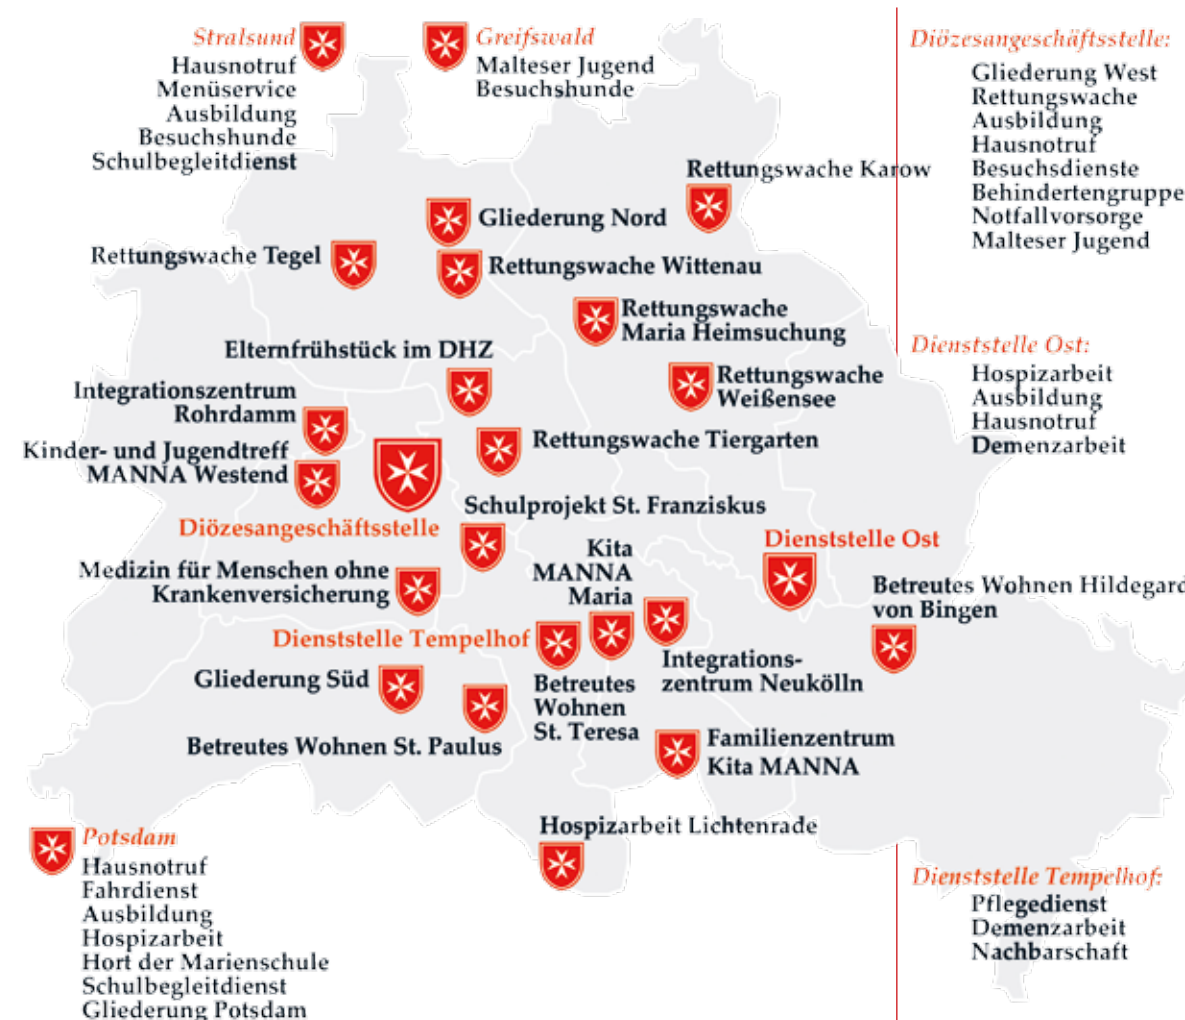 Stralsund
Hausnotruf
Menüservice
Ausbildung
Besuchshunde
Schulbegleitdienst
Greifswald
Malteser Jugend
Besuchshunde
Diözesangeschäftsstelle:
Gliederung West
Rettungswache
Ausbildung
Hausnotruf
Besuchsdienste
Behindertengruppe
Notfallvorsorge
Malteser Jugend
Rettungswache Karow
Gliederung Nord
Rettungswache Tegel
Rettungswache Wittenau
Rettungswache
Maria Heimsuchung
Elternfrühstück im DHZ
Rettungswache
Weißensee
Dienststelle Ost:
Hospizarbeit
Ausbildung
Hausnotruf
Demenzarbeit
Integrationszentrum
Rohrdamm
Kinder- und Jugendtreff
MANNA Westend
Rettungswache Tiergarten
Diözesangeschäftsstelle
Schulprojekt St. Franziskus
Dienststelle Ost
Kita
MANNA
Maria
Medizin für Menschen ohne
Krankenversicherung
Betreutes Wohnen Hildegard
von Bingen
Dienststelle Tempelhof
Integrations-
zentrum Neukölln
Gliederung Süd
Betreutes
Wohnen
St. Teresa
Betreutes Wohnen St. Paulus
Familienzentrum
Kita MANNA
Hospizarbeit Lichtenrade
Potsdam
Hausnotruf
Fahrdienst
Ausbildung
Hospizarbeit
Hort der Marienschule
Schulbegleitdienst
Gliederung Potsdam
Dienststelle Tempelhof:
Pflegedienst
Demenzarbeit
Nachbarschaft